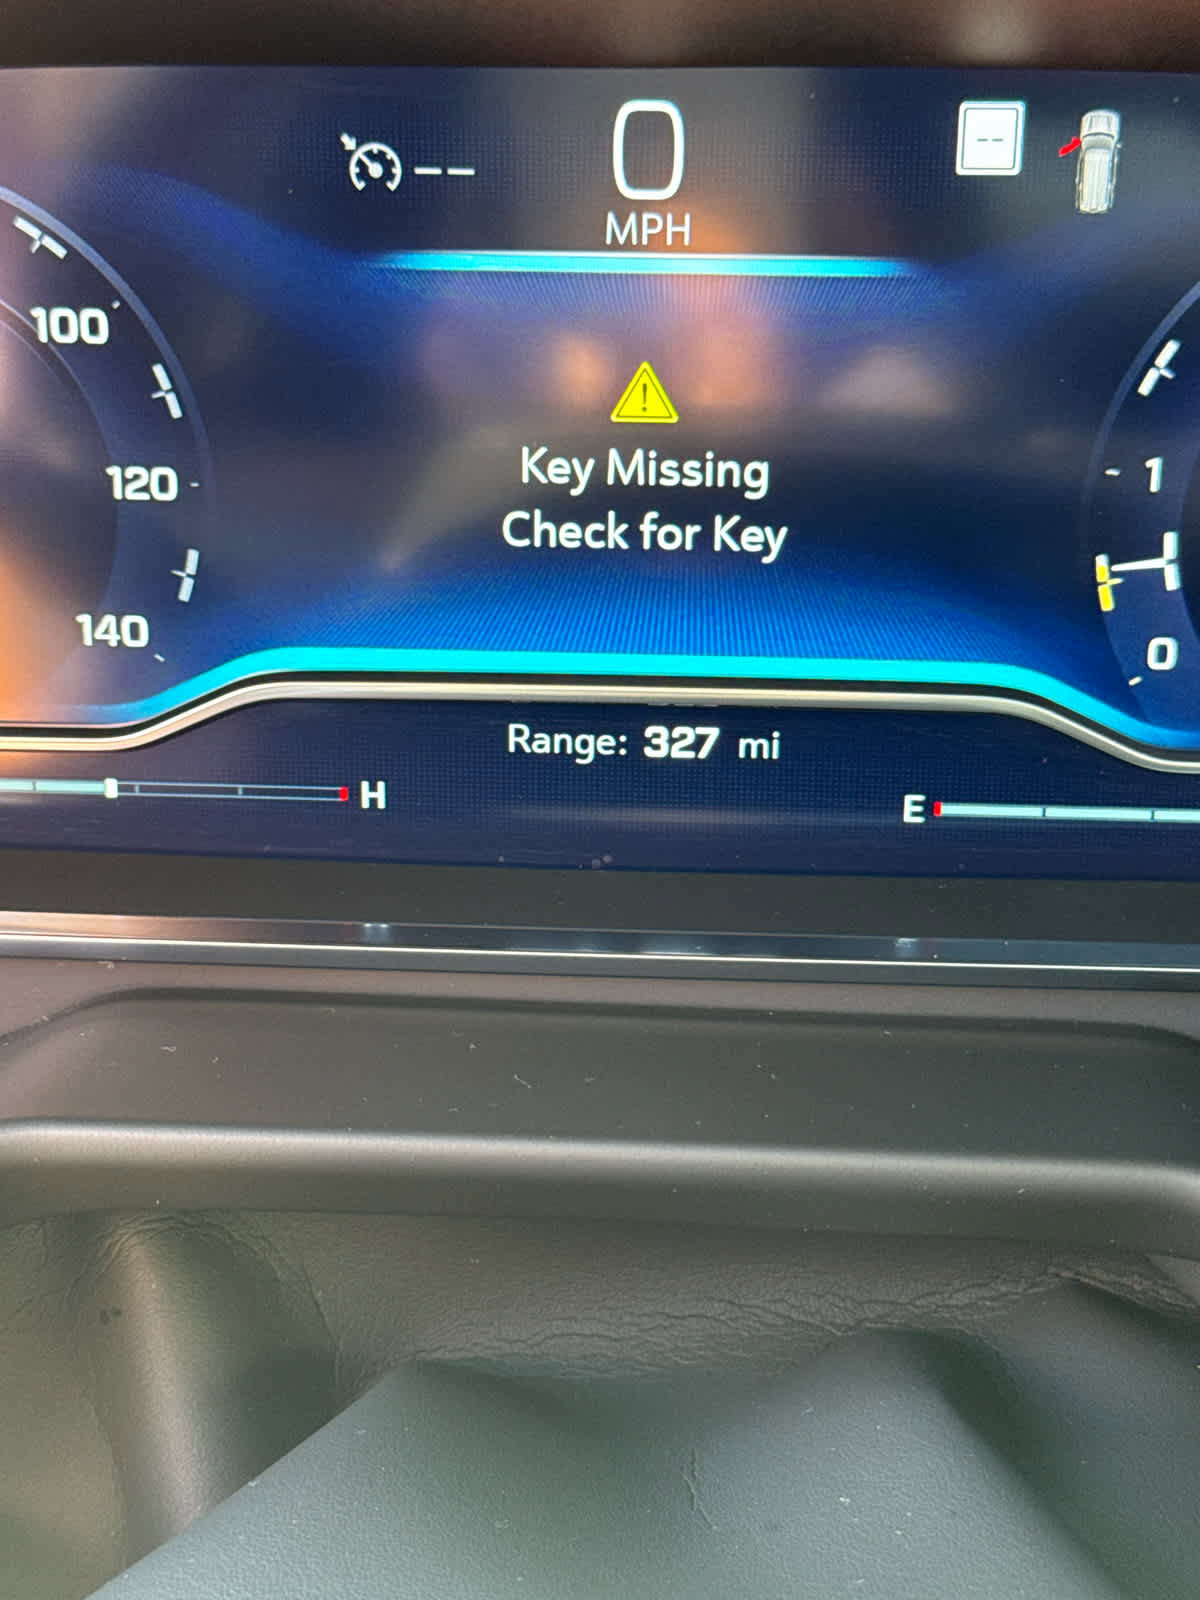 0
MPH
--
--
100
120
140
Key Missing
Check for Key
1
0
Range: 327 mi
H
E